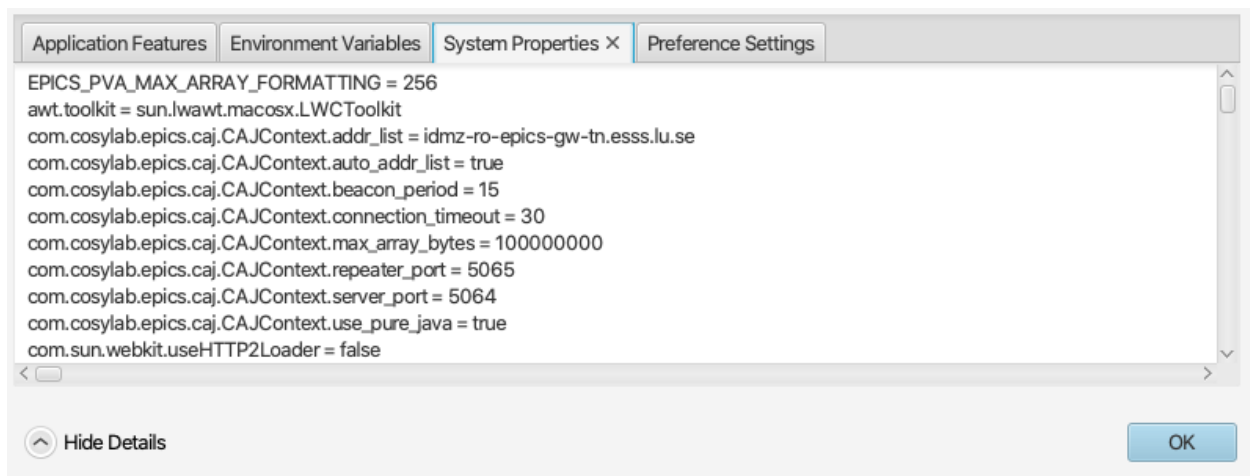 Application Features Environment Variables System Properties × Preference Settings
EPICS_PVA_MAX_ARRAY_FORMATTING = 256
awt.toolkit = sun.lwawt.macosx.LWCToolkit
com.cosylab.epics.caj.CAJContext.addr_list = idmz-ro-epics-gw-tn.esss.lu.se
com.cosylab.epics.caj.CAJContext.auto_addr_list = true
com.cosylab.epics.caj.CAJContext.beacon_period = 15
com.cosylab.epics.caj.CAJContext.connection_timeout = 30
com.cosylab.epics.caj.CAJContext.max_array_bytes = 100000000
com.cosylab.epics.caj.CAJContext.repeater_port = 5065
com.cosylab.epics.caj.CAJContext.server_port = 5064
com.cosylab.epics.caj.CAJContext.use_pure_java = true
com.sun.webkit.useHTTP2Loader = false
Hide Details OK